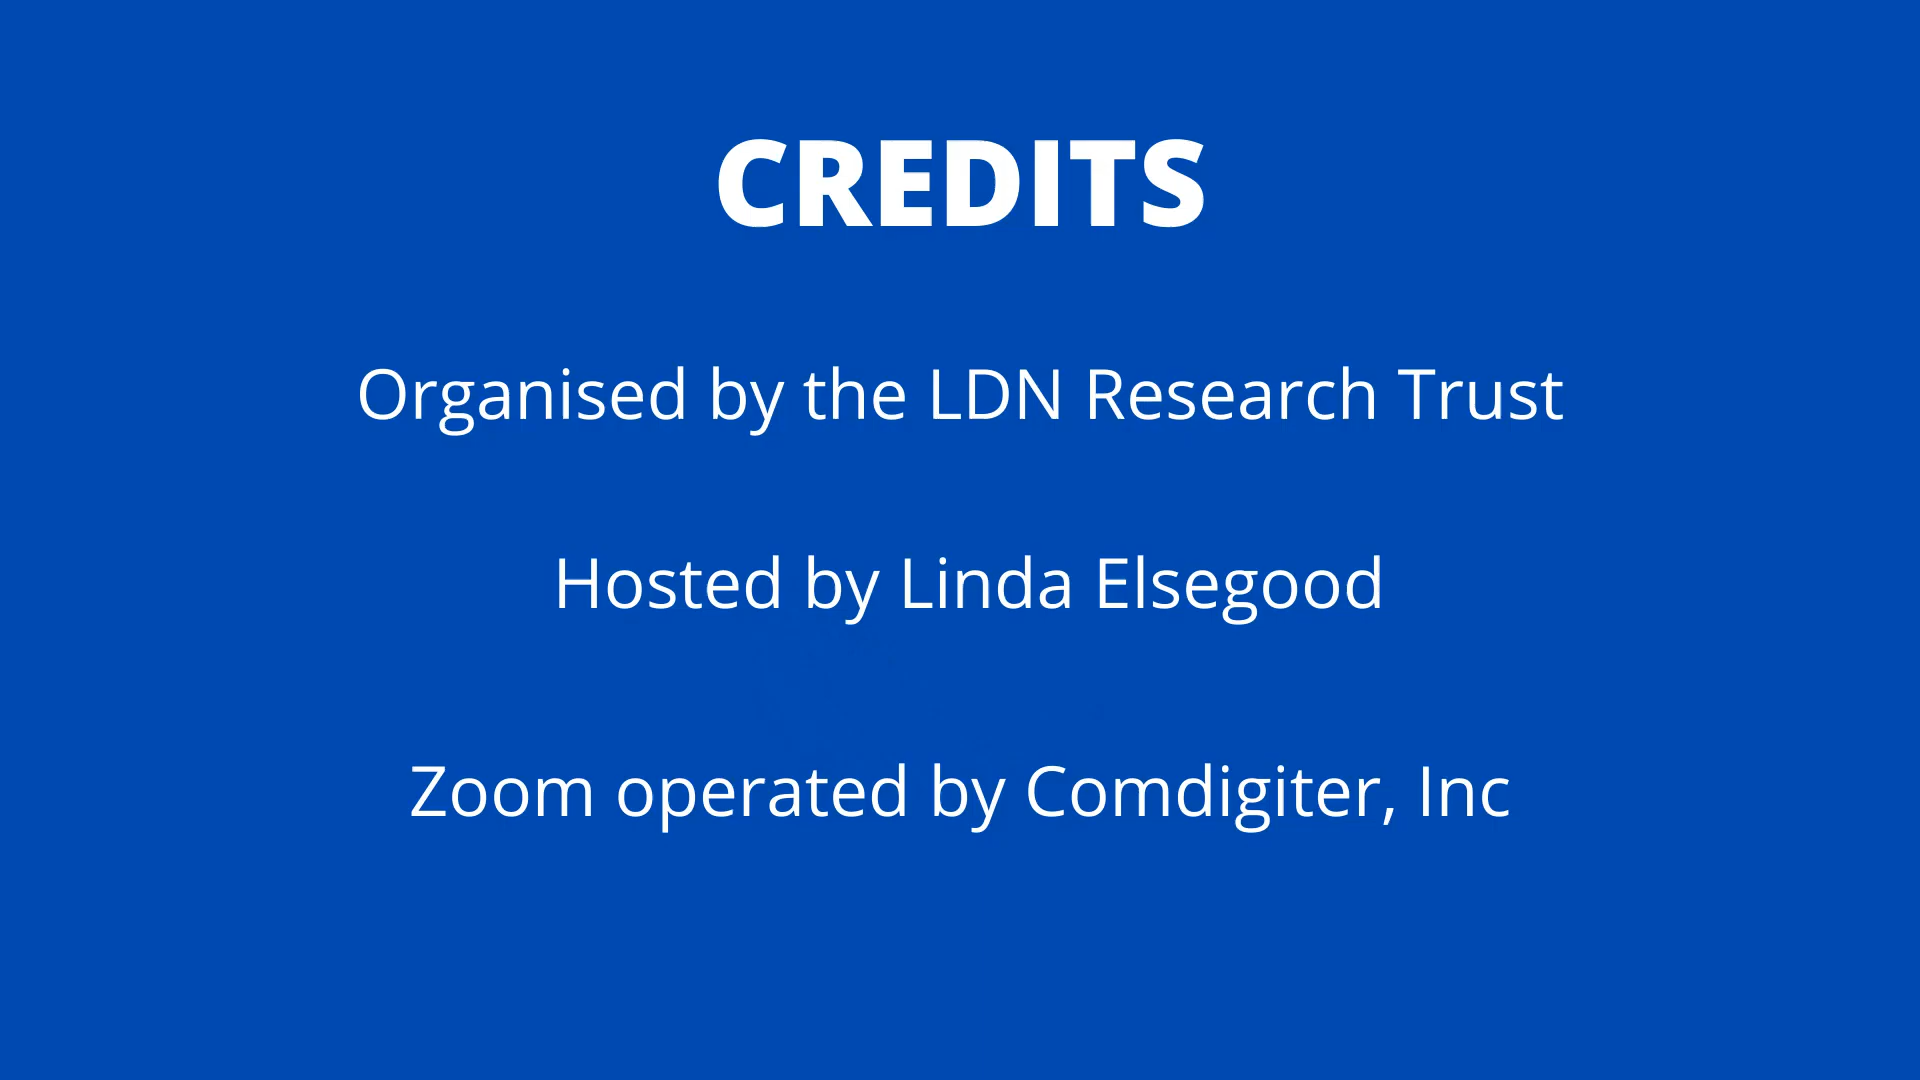 CREDITS
Organised by the LDN Research Trust
Hosted by Linda Elsegood
Zoom operated by Comdigiter, Inc